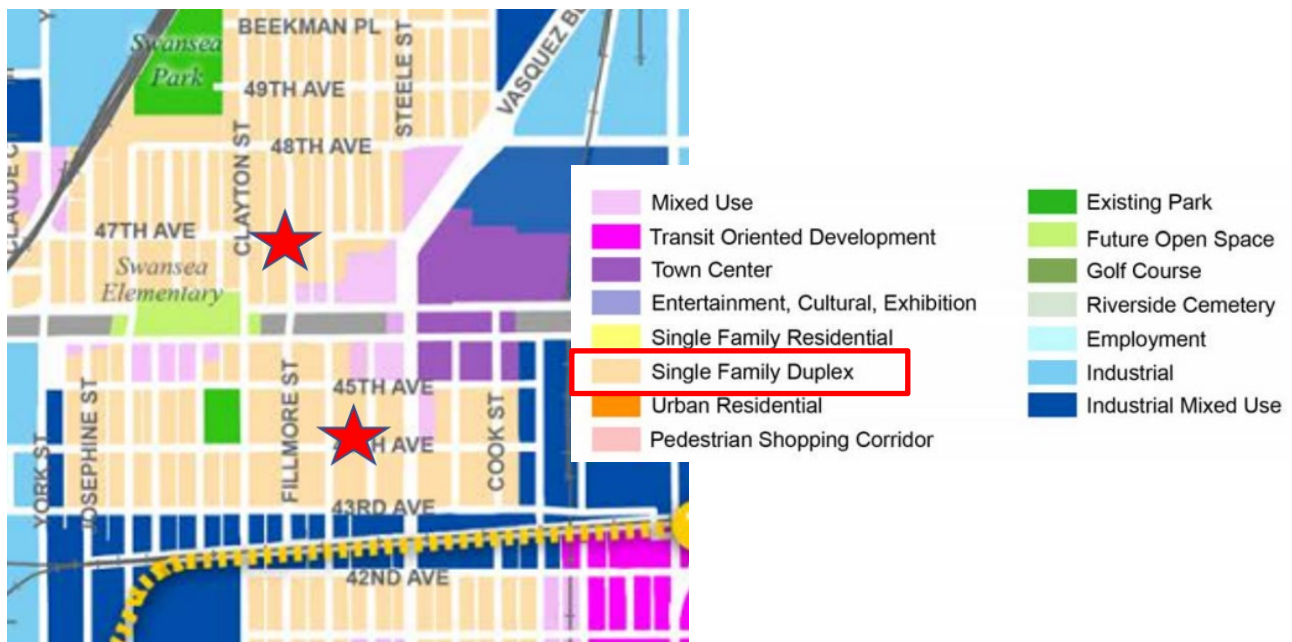 Swansea
Park
BEEKMAN PL
STEELE ST
VASQUEZ
49TH AVE
CLAYTON ST
48TH AVE
47TH AVE
Swansea
Elementary
JOSEPHINE ST
YORK ST
FILLMORE ST
45TH AVE
H AVE
COOK ST
43RD AVE
42ND AVE
Mixed Use
Transit Oriented Development
Town Center
Entertainment, Cultural, Exhibition
Single Family Residential
Single Family Duplex
Urban Residential
Pedestrian Shopping Corridor
Existing Park
Future Open Space
Golf Course
Riverside Cemetery
Employment
Industrial
Industrial Mixed Use